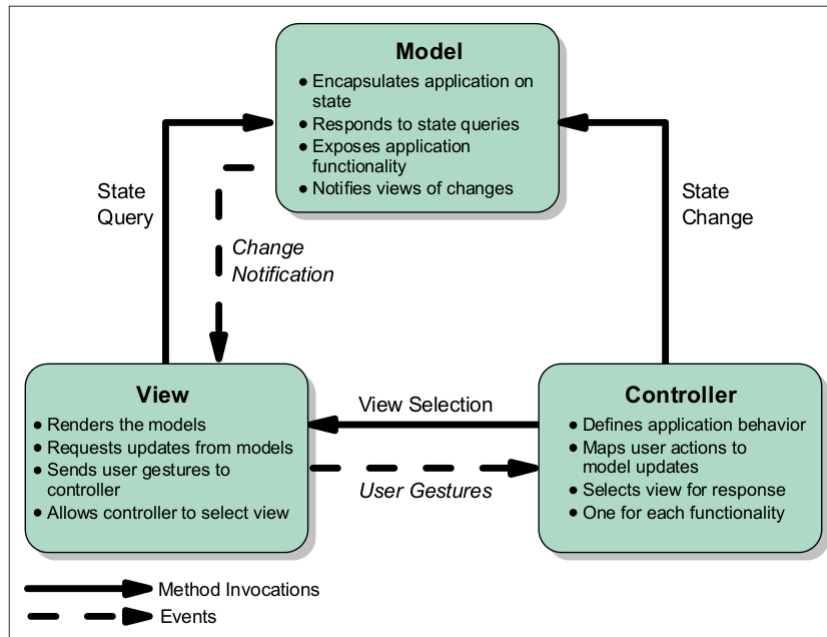 Model
● Encapsulates application on
state
● Responds to state queries
● Exposes application
functionality
● Notifies views of changes
State
Query
Change
Notification
State
Change
View
● Renders the models
● Requests updates from models
● Sends user gestures to
controller
● Allows controller to select view
View Selection
User Gestures
Controller
● Defines application behavior
● Maps user actions to
model updates
● Selects view for response
● One for each functionality
Method Invocations
Events